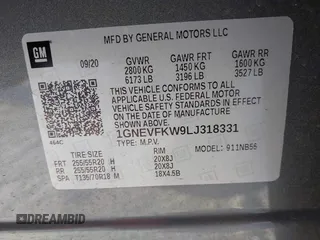 GM
MFD BY GENERAL MOTORS LLC
09/20
GVWR GAWR FRT GAWR RR
2800 KG 1450 KG 1600 KG
6173 LB 3196 LB 3527 LB
THIS VEHICLE CONFORMS TO ALL
APPLICABLE U.S. FEDERAL MOTOR
VEHICLE SAFETY STANDARDS IN EFFECT ON
THE DATE OF MANUFACTURE SHOWN ABOVE.
1GNEVFKW9LJ318331
TYPE: M.P.V. MODEL: 911NB56
TIRE SIZE RIM
FRT 255/55R20 H 20X8J
RR 255/55R20 H 20X8J
SPA T135/70R18 M 18X4.5B
DREAMBID